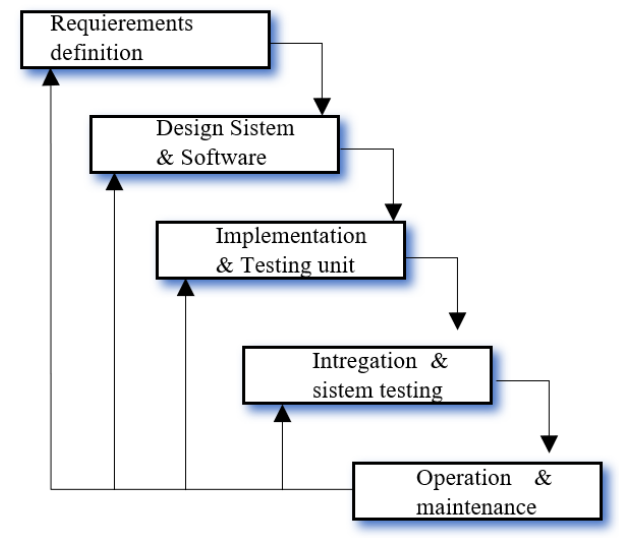 Requierements
definition
Design Sistem
& Software
Implementation
& Testing unit
Intregation &
sistem testing
Operation &
maintenance